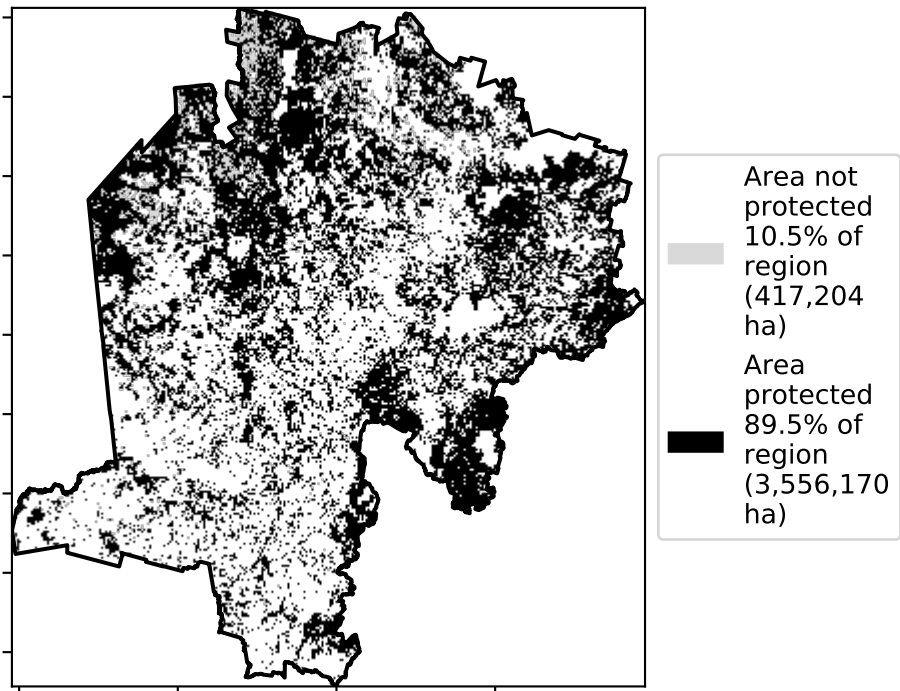 Area not
protected
10.5% of
region
(417,204
ha)
Area
protected
89.5% of
region
(3,556,170
ha)